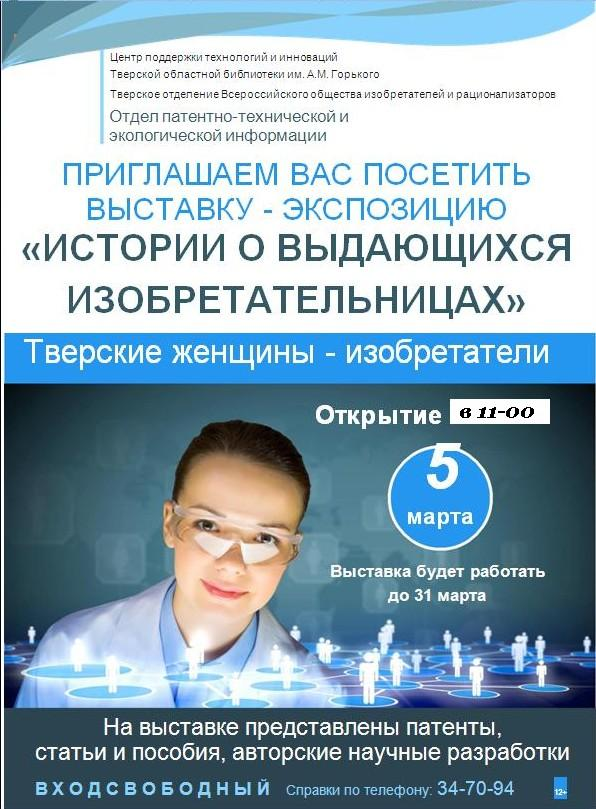 Центр поддержки технологий и инноваций
Тверской областной библиотеки им. А.М. Горького
Тверское отделение Всероссийского общества изобретателей и рационализаторов
Отдел патентно-технической и
экологической информации
ПРИГЛАШАЕМ ВАС ПОСЕТИТЬ
ВЫСТАВКУ - ЭКСПОЗИЦИЮ
«ИСТОРИИ О ВЫДАЮЩИХСЯ
ИЗОБРЕТАТЕЛЬНИЦАХ»
Тверские женщины - изобретатели
Открытие в 11-00
5
марта
Выставка будет работать
до 31 марта
На выставке представлены патенты,
статьи и пособия, авторские научные разработки
ВХОДСВОБОДНЫЙ Справки по телефону: 34-70-94 12+